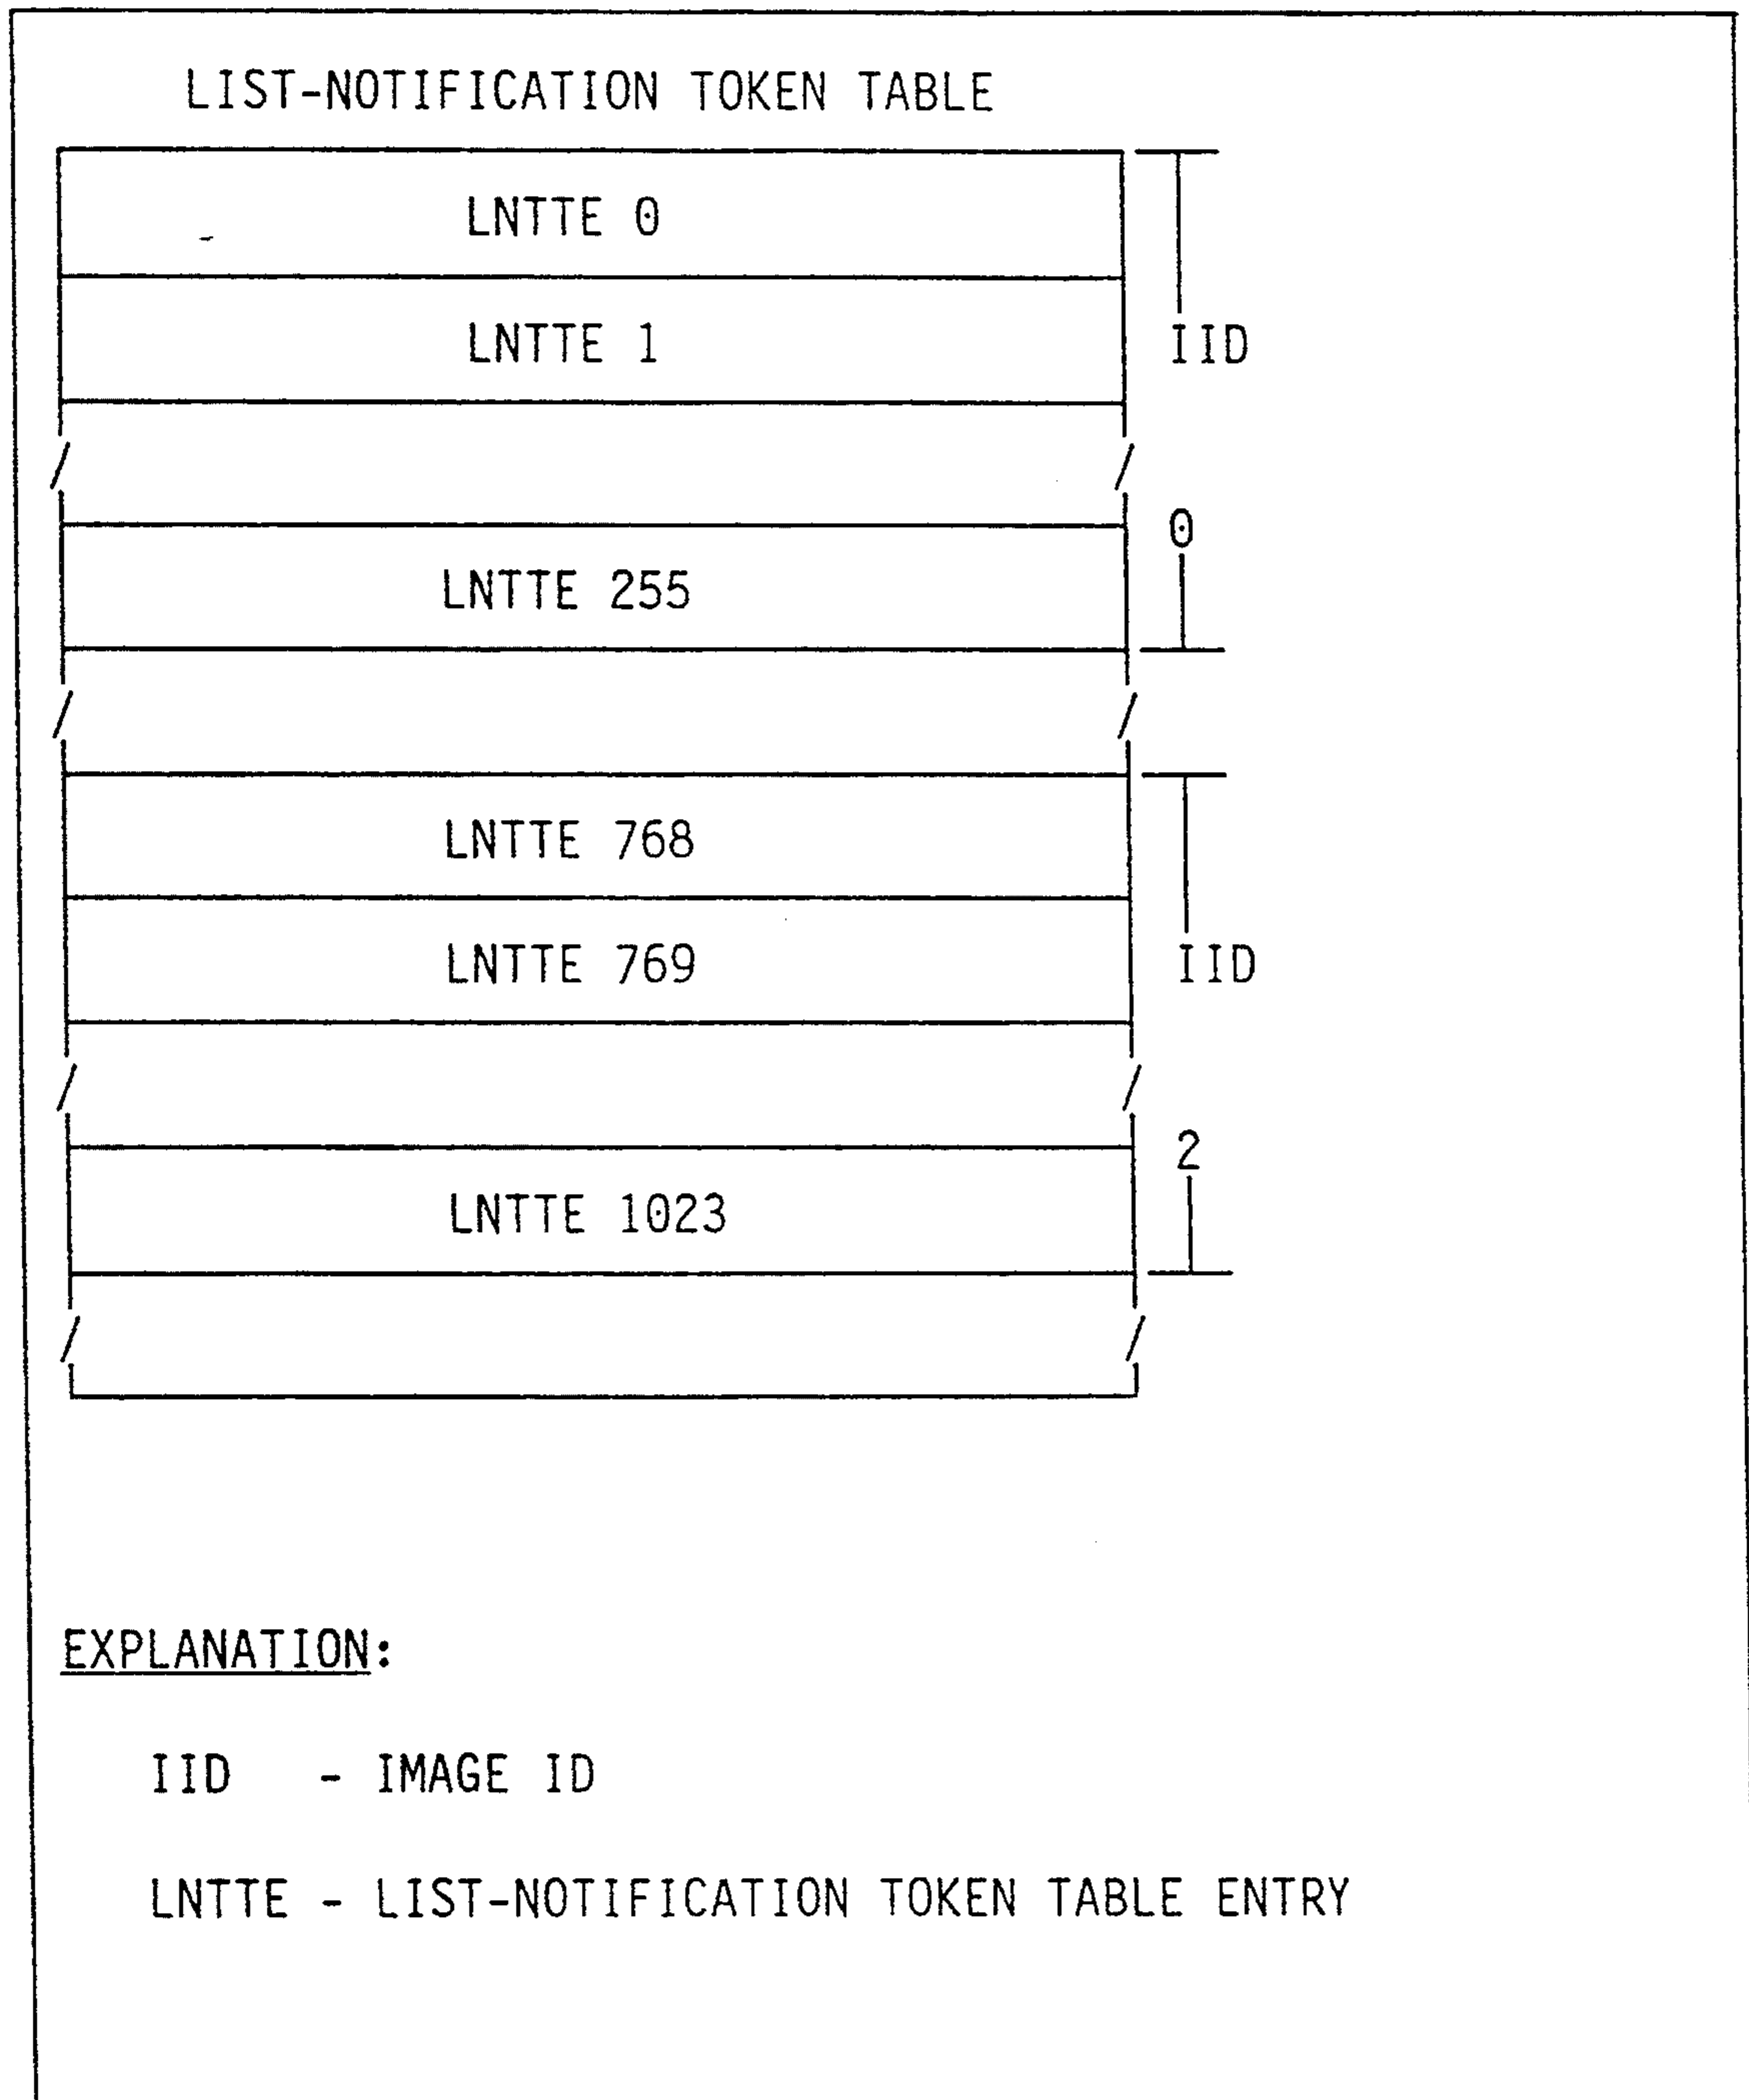 LIST-NOTIFICATION TOKEN TABLE
LNTTE 0
LNTTE 1
IID
0
LNTTE 255
LNTTE 768
LNTTE 769
IID
2
LNTTE 1023
EXPLANATION:
IID - IMAGE ID
LNTTE - LIST-NOTIFICATION TOKEN TABLE ENTRY